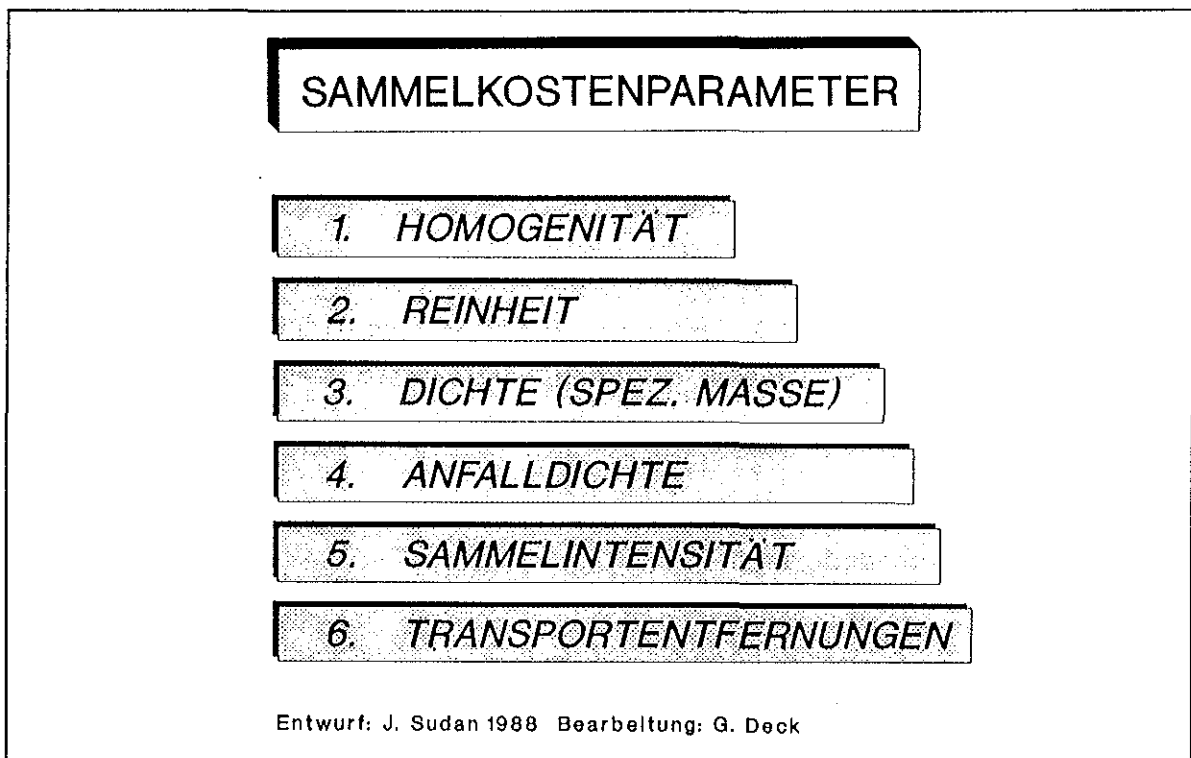 SAMMELKOSTENPARAMETER
1. HOMOGENITÄT
2. REINHEIT
3. DICHTE (SPEZ. MASSE)
4. ANFALLDICHTE
5. SAMMELINTENSITÄT
6. TRANSPORTENTFERNUNGEN
Entwurf: J. Sudan 1988 Bearbeitung: G. Deck